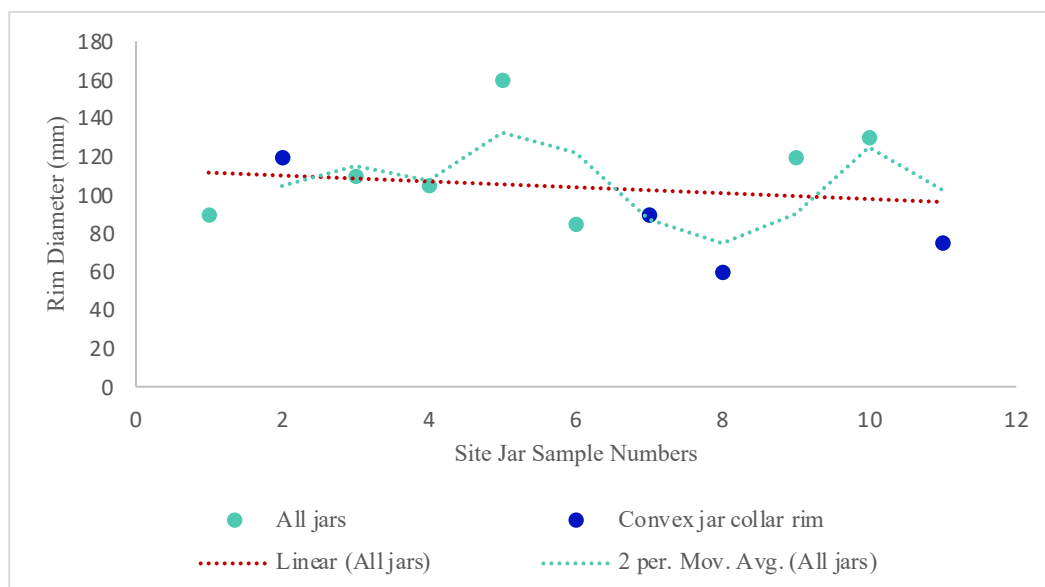 180
160
140
120
100
80
60
40
20
0
Rim Diameter (mm)
0 2 4 6 8 10 12
Site Jar Sample Numbers
All jars Convex jar collar rim
Linear (All jars) 2 per. Mov. Avg. (All jars)